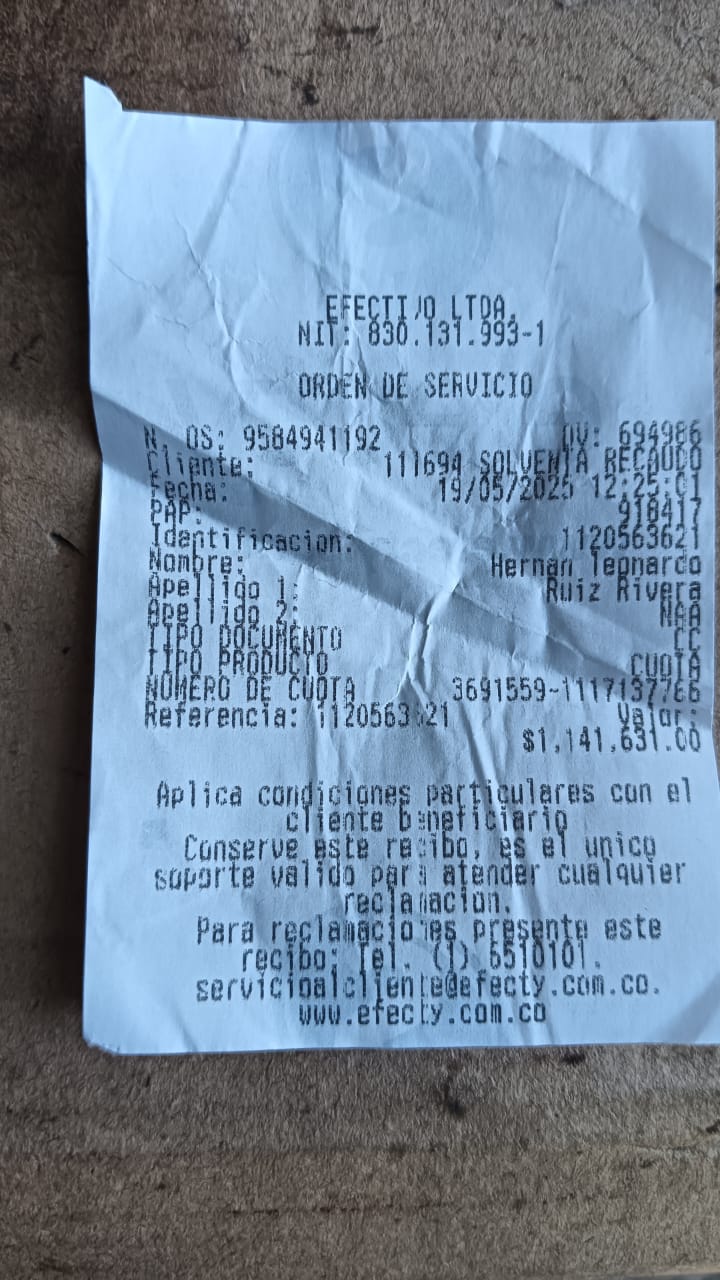 EFECTIVO LTDA.
NIT: 830.131.993-1
ORDEN DE SERVICIO
N. OS: 9584941192 OV: 694986
Cliente: 111694 SOLVENTA RECAUDO
Fecha: 19/05/2025 12:25:01
PAP: 918417
Identificacion: 1120563621
Nombre: Hernan leonardo
Apellido 1: Ruiz Rivera
Apellido 2: NAA
TIPO DOCUMENTO CC
TIPO PRODUCTO CUOTA
NUMERO DE CUOTA 3691559-1117137766
Referencia: 1120563621 Valor:
$1,141,631.00
Aplica condiciones particulares con el
cliente beneficiario
Conserve este recibo, es el unico
soporte valido para atender cualquier
reclamacion.
Para reclamaciones presente este
recibo: Tel. (1) 6510101.
servicioalcliente@efecty.com.co.
www.efecty.com.co